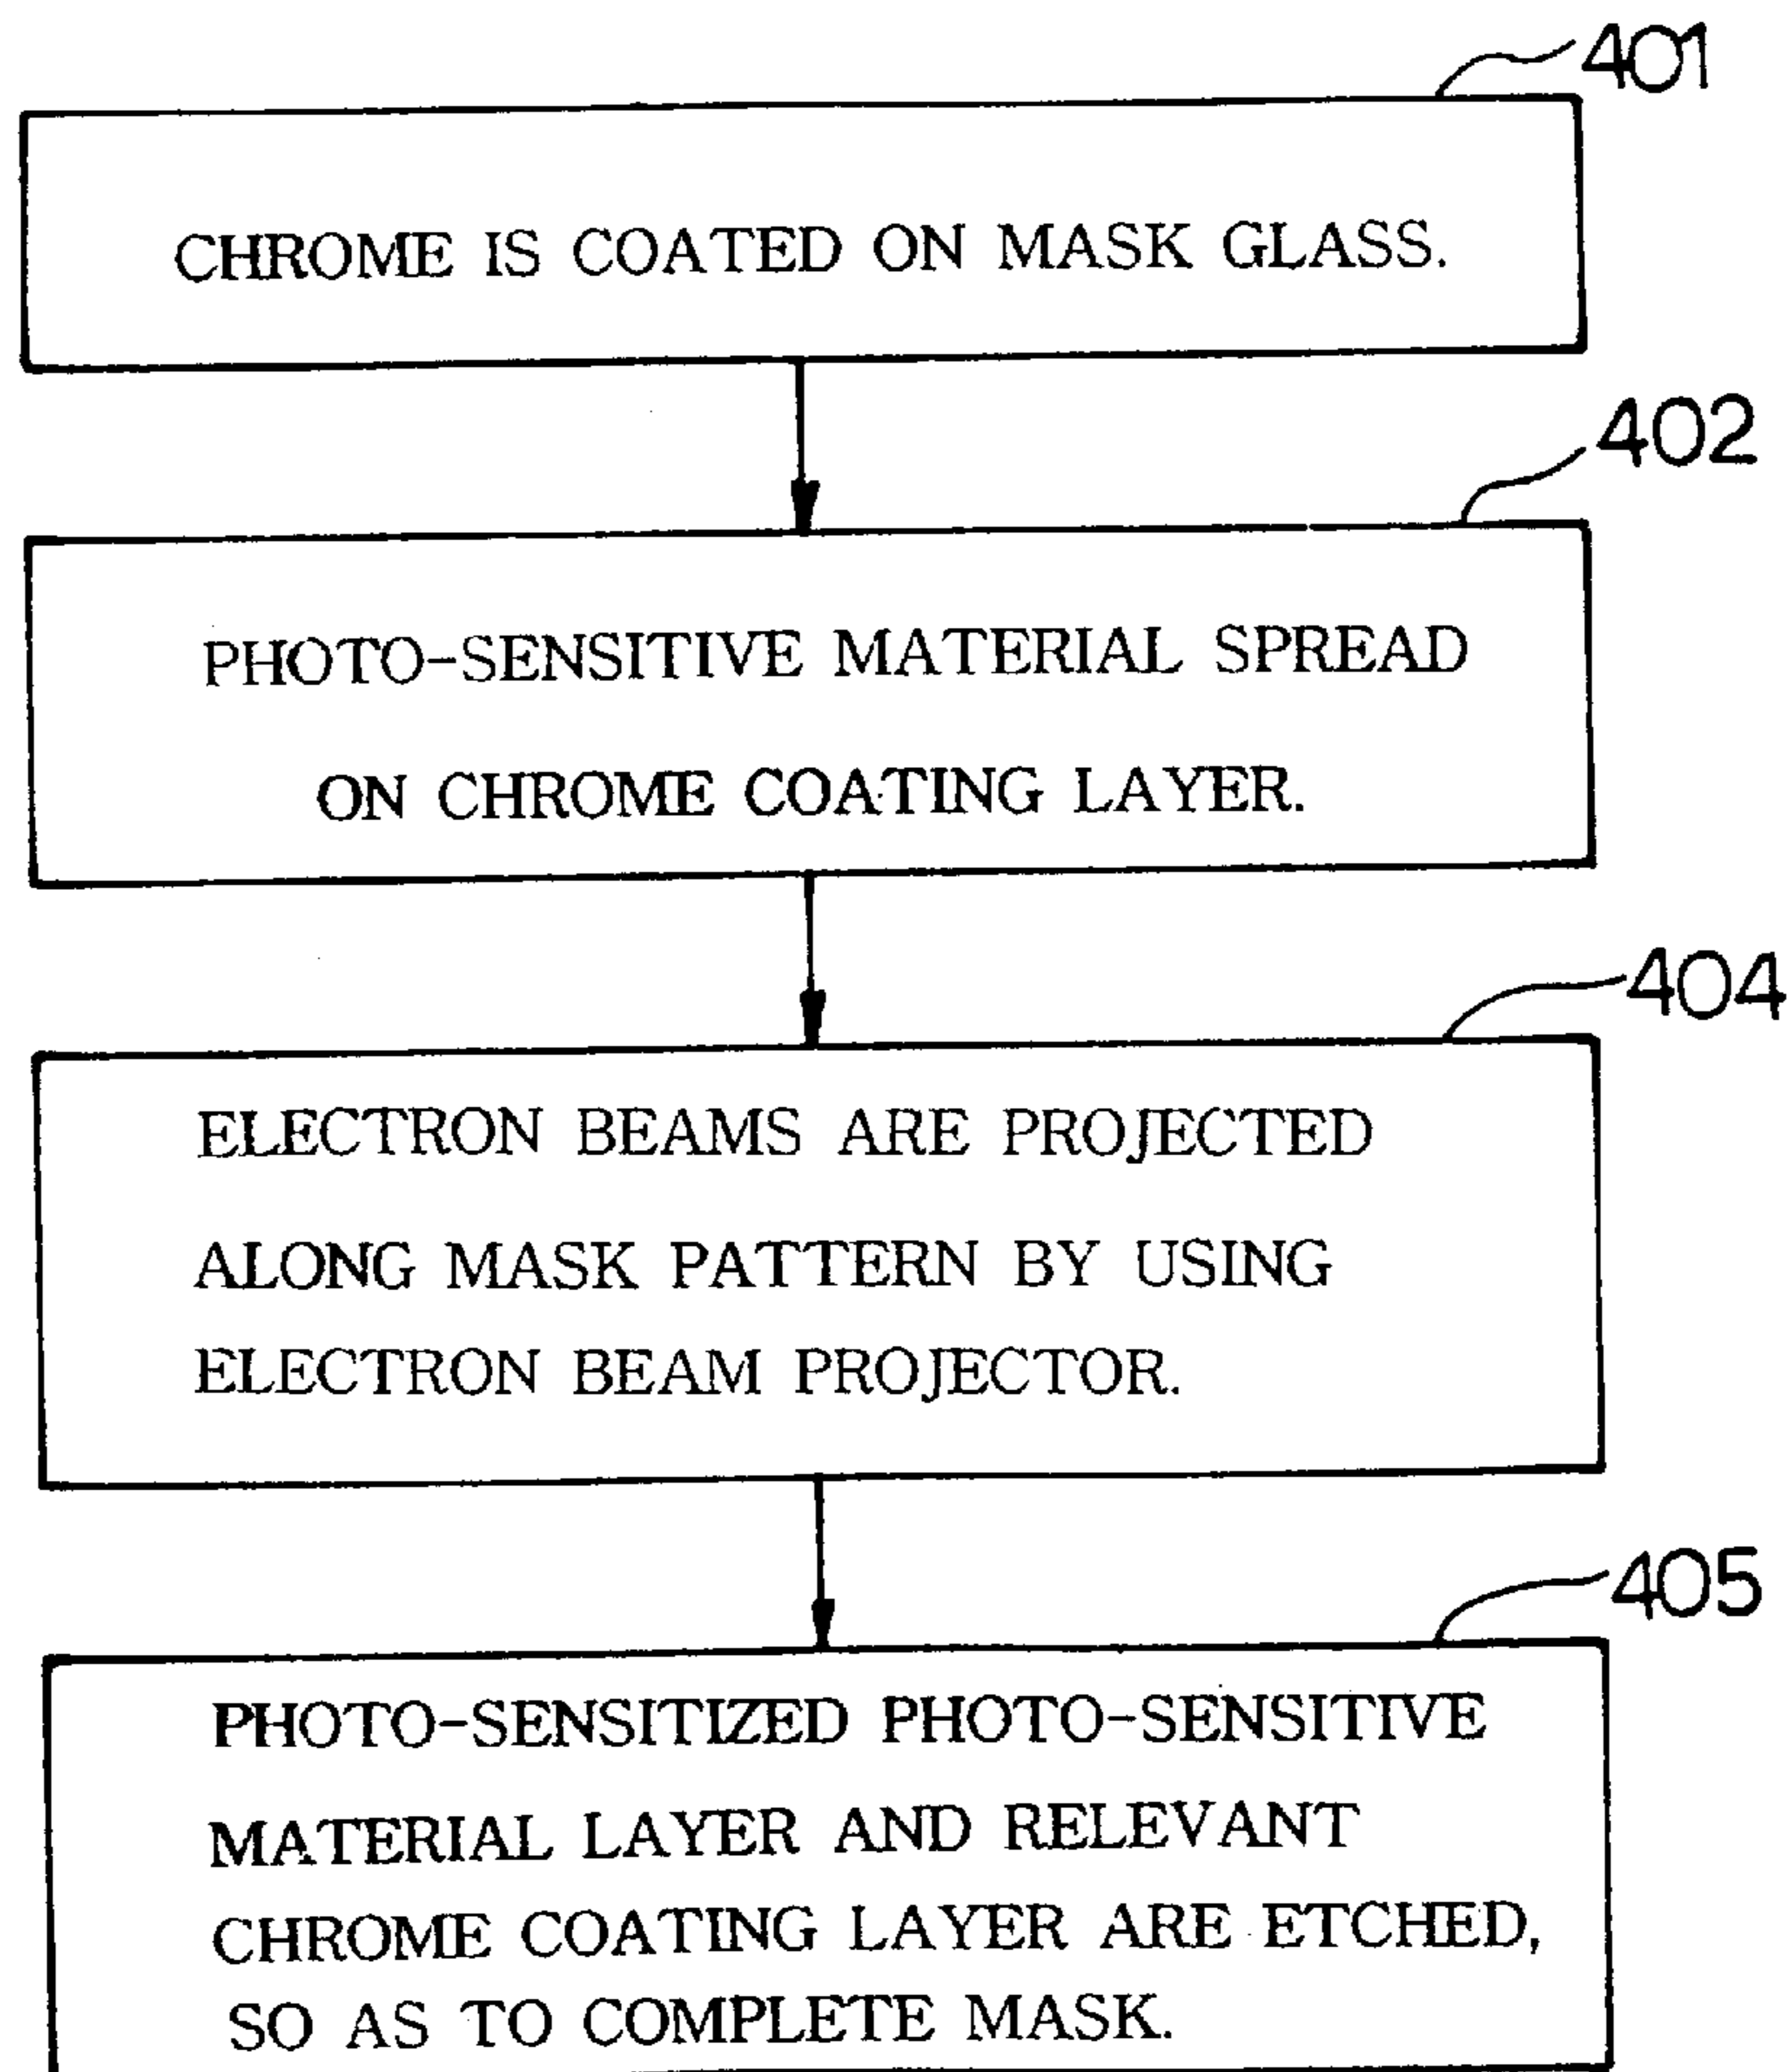 401
CHROME IS COATED ON MASK GLASS.
402
PHOTO-SENSITIVE MATERIAL SPREAD
ON CHROME COATING LAYER.
404
ELECTRON BEAMS ARE PROJECTED
ALONG MASK PATTERN BY USING
ELECTRON BEAM PROJECTOR.
405
PHOTO-SENSITIZED PHOTO-SENSITIVE
MATERIAL LAYER AND RELEVANT
CHROME COATING LAYER ARE ETCHED,
SO AS TO COMPLETE MASK.